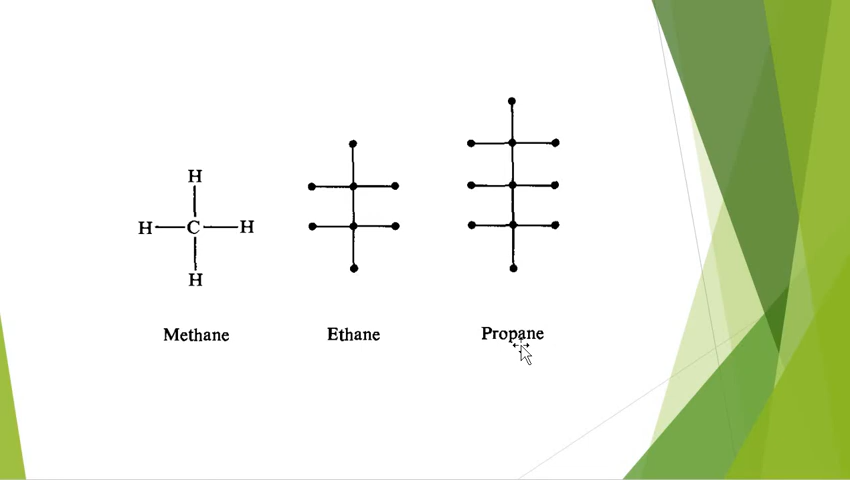 H
H C H
H
Methane
Ethane
Propane